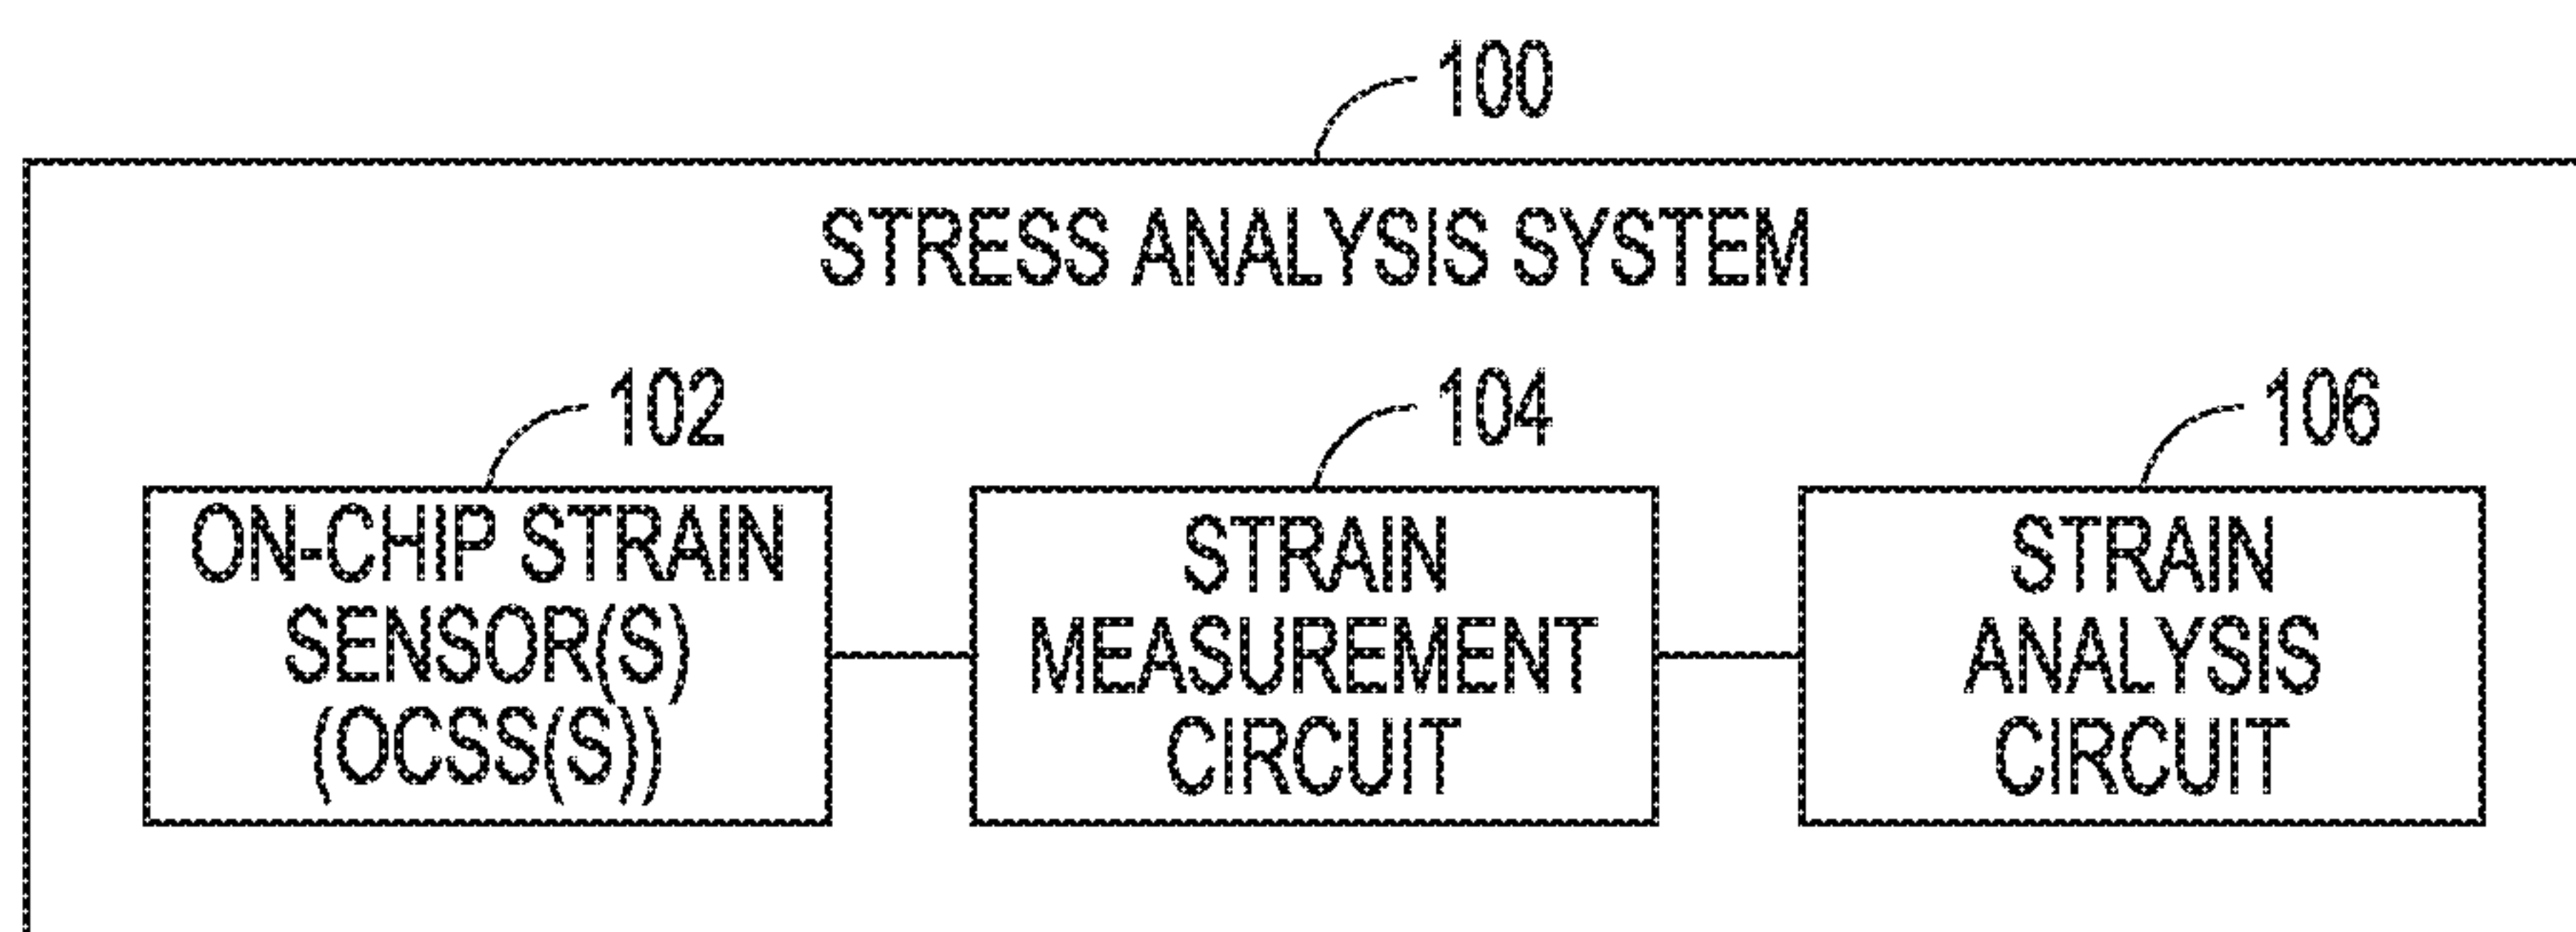 100
STRESS ANALYSIS SYSTEM
102
ON-CHIP STRAIN
SENSOR(S)
(OCSS(S))
104
STRAIN
MEASUREMENT
CIRCUIT
106
STRAIN
ANALYSIS
CIRCUIT